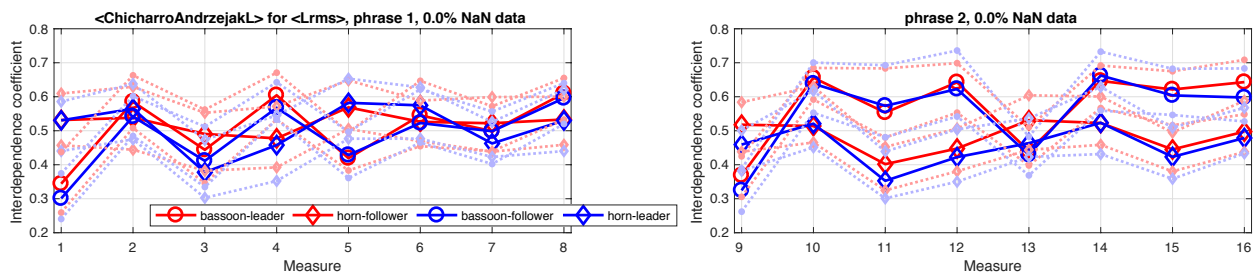 <ChicharroAndrzejakL> for <Lrms>, phrase 1, 0.0% NaN data
Interdependence coefficient
0.8
0.7
0.6
0.5
0.4
0.3
0.2
bassoon-leader
horn-follower
bassoon-follower
horn-leader
1 2 3 4 5 6 7 8
Measure
phrase 2, 0.0% NaN data
Interdependence coefficient
0.8
0.7
0.6
0.5
0.4
0.3
0.2
9 10 11 12 13 14 15 16
Measure